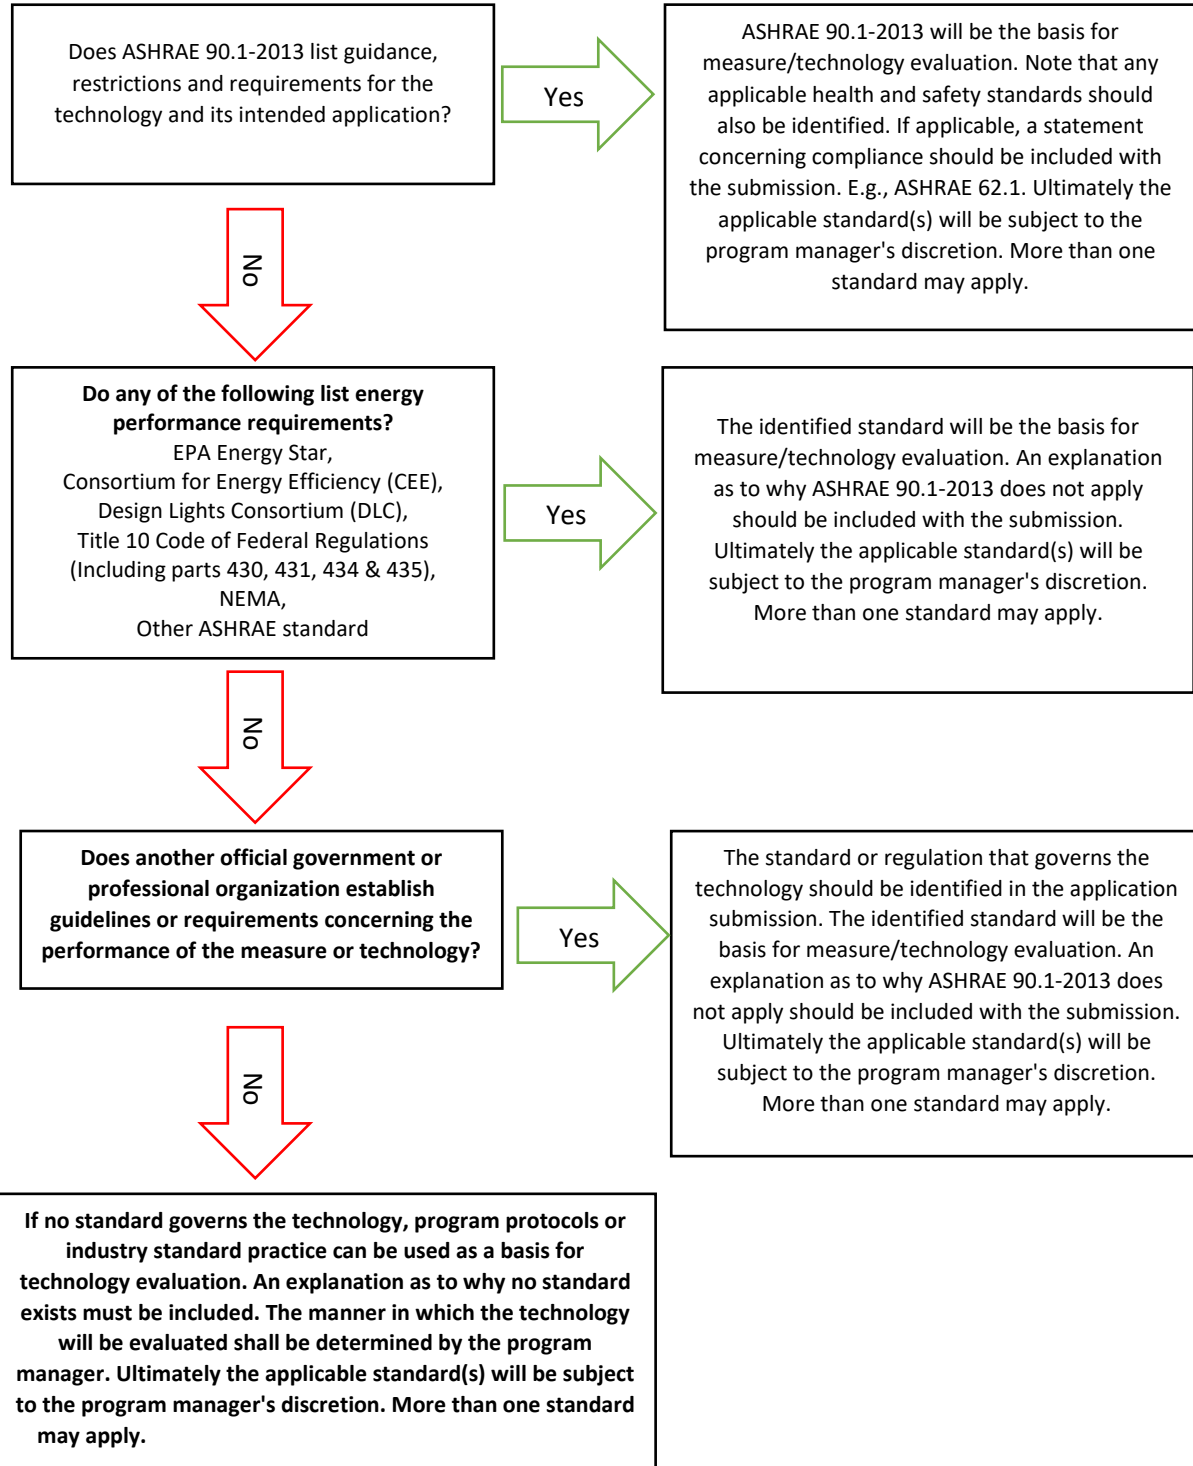 Does ASHRAE 90.1-2013 list guidance,
restrictions and requirements for the
technology and its intended application?
Yes
ASHRAE 90.1-2013 will be the basis for
measure/technology evaluation. Note that any
applicable health and safety standards should
also be identified. If applicable, a statement
concerning compliance should be included with
the submission. E.g., ASHRAE 62.1. Ultimately the
applicable standard(s) will be subject to the
program manager's discretion. More than one
standard may apply.
No
Do any of the following list energy
performance requirements?
EPA Energy Star,
Consortium for Energy Efficiency (CEE),
Design Lights Consortium (DLC),
Title 10 Code of Federal Regulations
(Including parts 430, 431, 434 & 435),
NEMA,
Other ASHRAE standard
Yes
The identified standard will be the basis for
measure/technology evaluation. An explanation
as to why ASHRAE 90.1-2013 does not apply
should be included with the submission.
Ultimately the applicable standard(s) will be
subject to the program manager's discretion.
More than one standard may apply.
No
Does another official government or
professional organization establish
guidelines or requirements concerning the
performance of the measure or technology?
Yes
The standard or regulation that governs the
technology should be identified in the application
submission. The identified standard will be the
basis for measure/technology evaluation. An
explanation as to why ASHRAE 90.1-2013 does
not apply should be included with the submission.
Ultimately the applicable standard(s) will be
subject to the program manager's discretion.
More than one standard may apply.
No
If no standard governs the technology, program protocols or
industry standard practice can be used as a basis for
technology evaluation. An explanation as to why no standard
exists must be included. The manner in which the technology
will be evaluated shall be determined by the program
manager. Ultimately the applicable standard(s) will be subject
to the program manager's discretion. More than one standard
may apply.